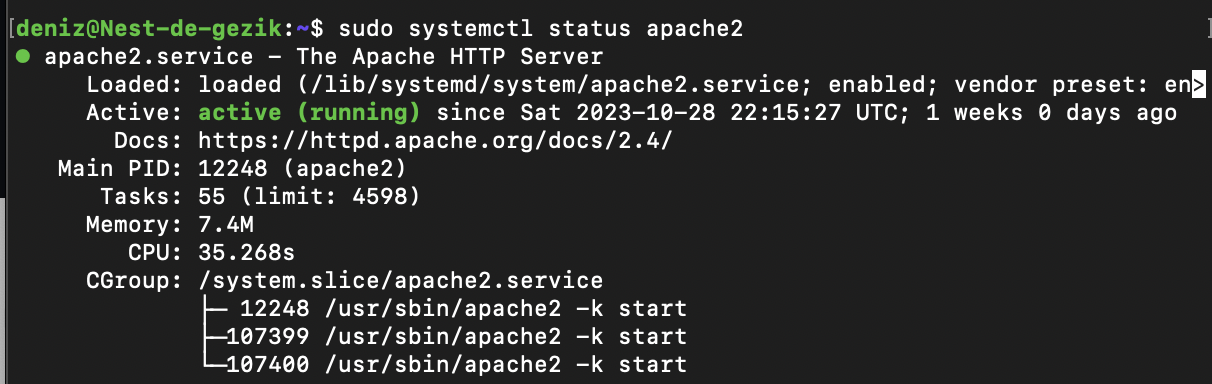 [deniz@Nest-de-gezik:~$ sudo systemctl status apache2 ]
● apache2.service – The Apache HTTP Server
Loaded: loaded (/lib/systemd/system/apache2.service; enabled; vendor preset: en>
Active: active (running) since Sat 2023-10-28 22:15:27 UTC; 1 weeks 0 days ago
Docs: https://httpd.apache.org/docs/2.4/
Main PID: 12248 (apache2)
Tasks: 55 (limit: 4598)
Memory: 7.4M
CPU: 35.268s
CGroup: /system.slice/apache2.service
├─ 12248 /usr/sbin/apache2 -k start
├─107399 /usr/sbin/apache2 -k start
└─107400 /usr/sbin/apache2 -k start